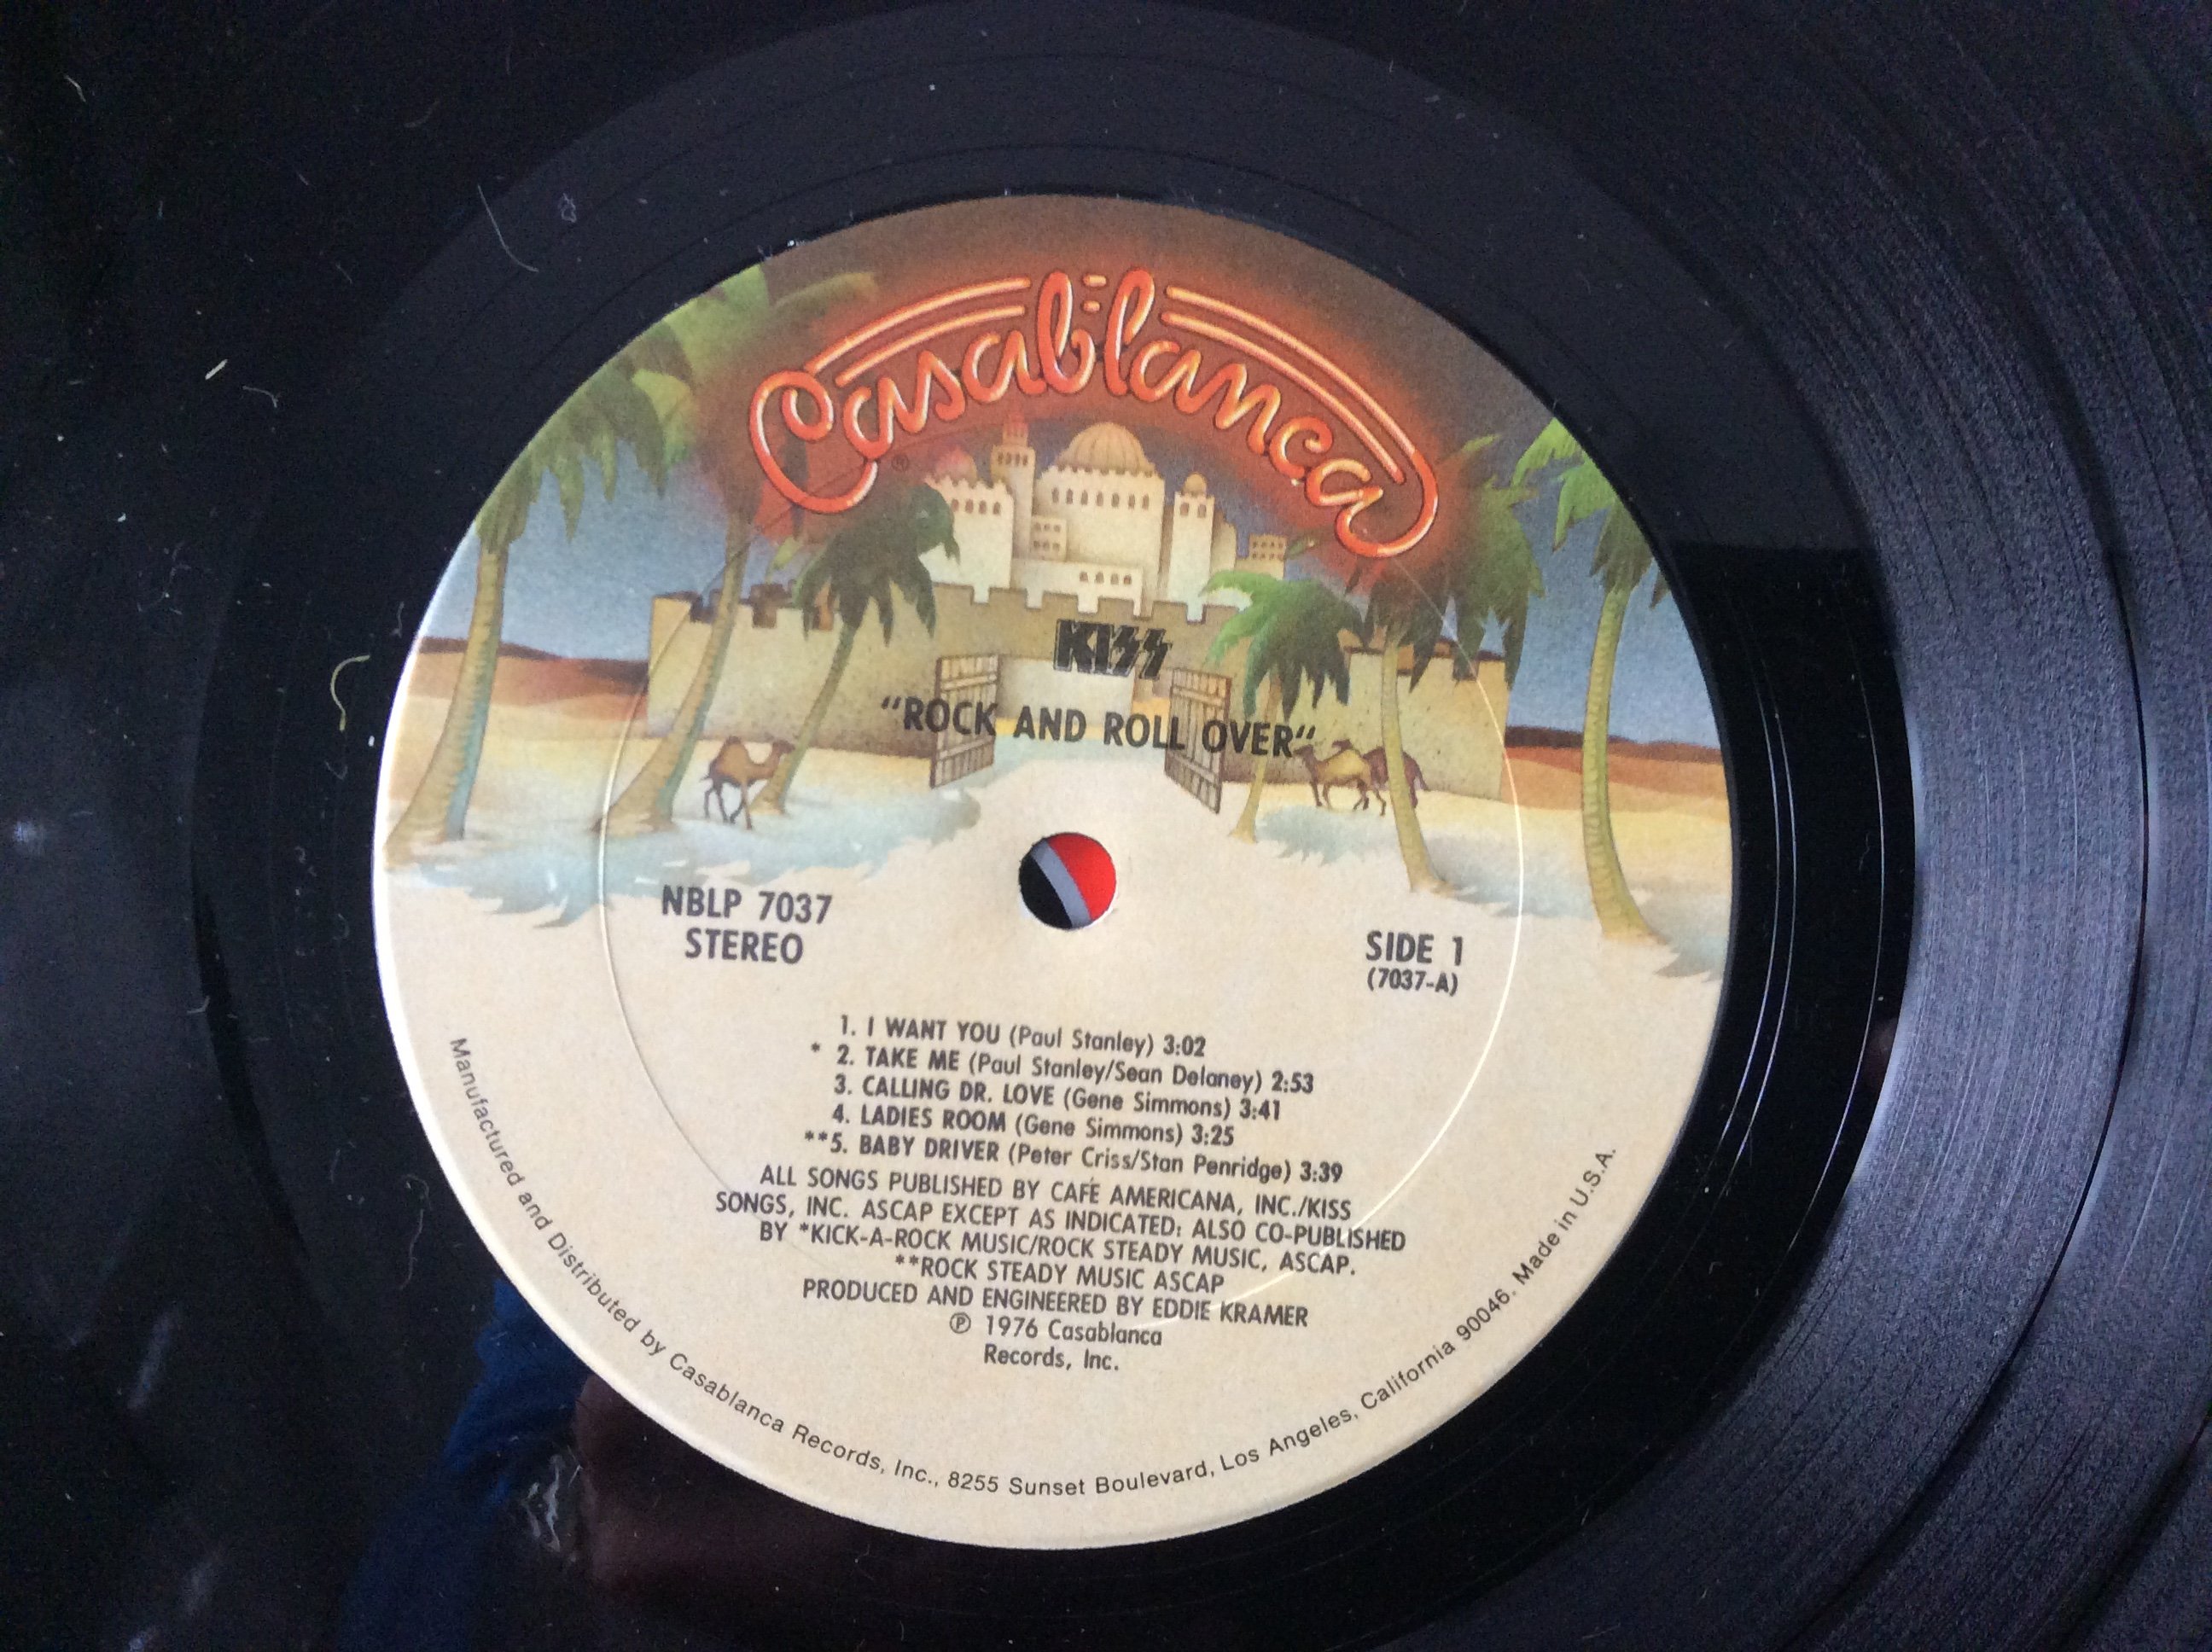 Casablanca
®
KISS
"ROCK AND ROLL OVER"
NBLP 7037
STEREO
SIDE 1
(7037-A)
1. I WANT YOU (Paul Stanley) 3:02
* 2. TAKE ME (Paul Stanley/Sean Delaney) 2:53
3. CALLING DR. LOVE (Gene Simmons) 3:41
4. LADIES ROOM (Gene Simmons) 3:25
**5. BABY DRIVER (Peter Criss/Stan Penridge) 3:39
ALL SONGS PUBLISHED BY CAFÉ AMERICANA, INC./KISS
SONGS, INC. ASCAP EXCEPT AS INDICATED: ALSO CO-PUBLISHED
BY *KICK-A-ROCK MUSIC/ROCK STEADY MUSIC, ASCAP.
**ROCK STEADY MUSIC ASCAP
PRODUCED AND ENGINEERED BY EDDIE KRAMER
℗ 1976 Casablanca
Records, Inc.
Manufactured and Distributed by Casablanca Records, Inc., 8255 Sunset Boulevard, Los Angeles, California 90046. Made in U.S.A.